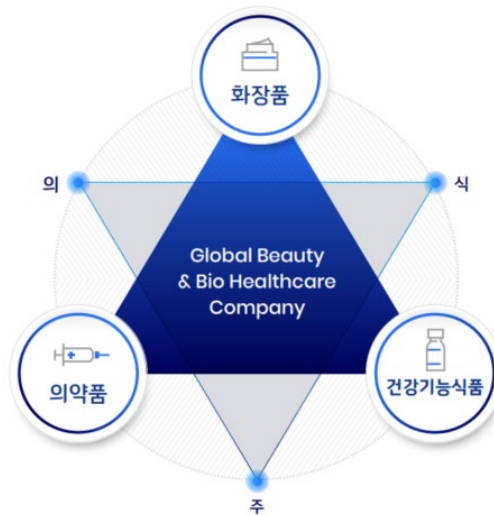 화장품
의
식
Global Beauty
& Bio Healthcare
Company
의약품
건강기능식품
주